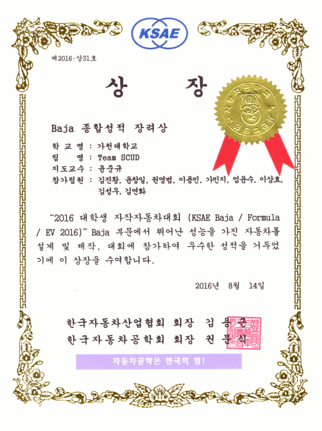 KSAE
제2016-상31호
상 장
Baja 종합성적 장려상
학 교 명 : 가천대학교
팀 명 : Team SCUD
지도교수 : 윤준규
참가팀원 : 김진황, 윤항일, 권영범, 이용민, 가민지, 엄윤수, 이상효,
김성우, 김연화
“2016 대학생 자작자동차대회 (KSAE Baja / Formula
/ EV 2016)” Baja 부문에서 뛰어난 성능을 가진 자동차를
설계 및 제작, 대회에 참가하여 우수한 성적을 거두었
기에 이 상장을 수여합니다.
2016년 8월 14일
한국자동차산업협회 회장 김용근
한국자동차공학회 회장 권문식
자동차공학은 한국의 힘!